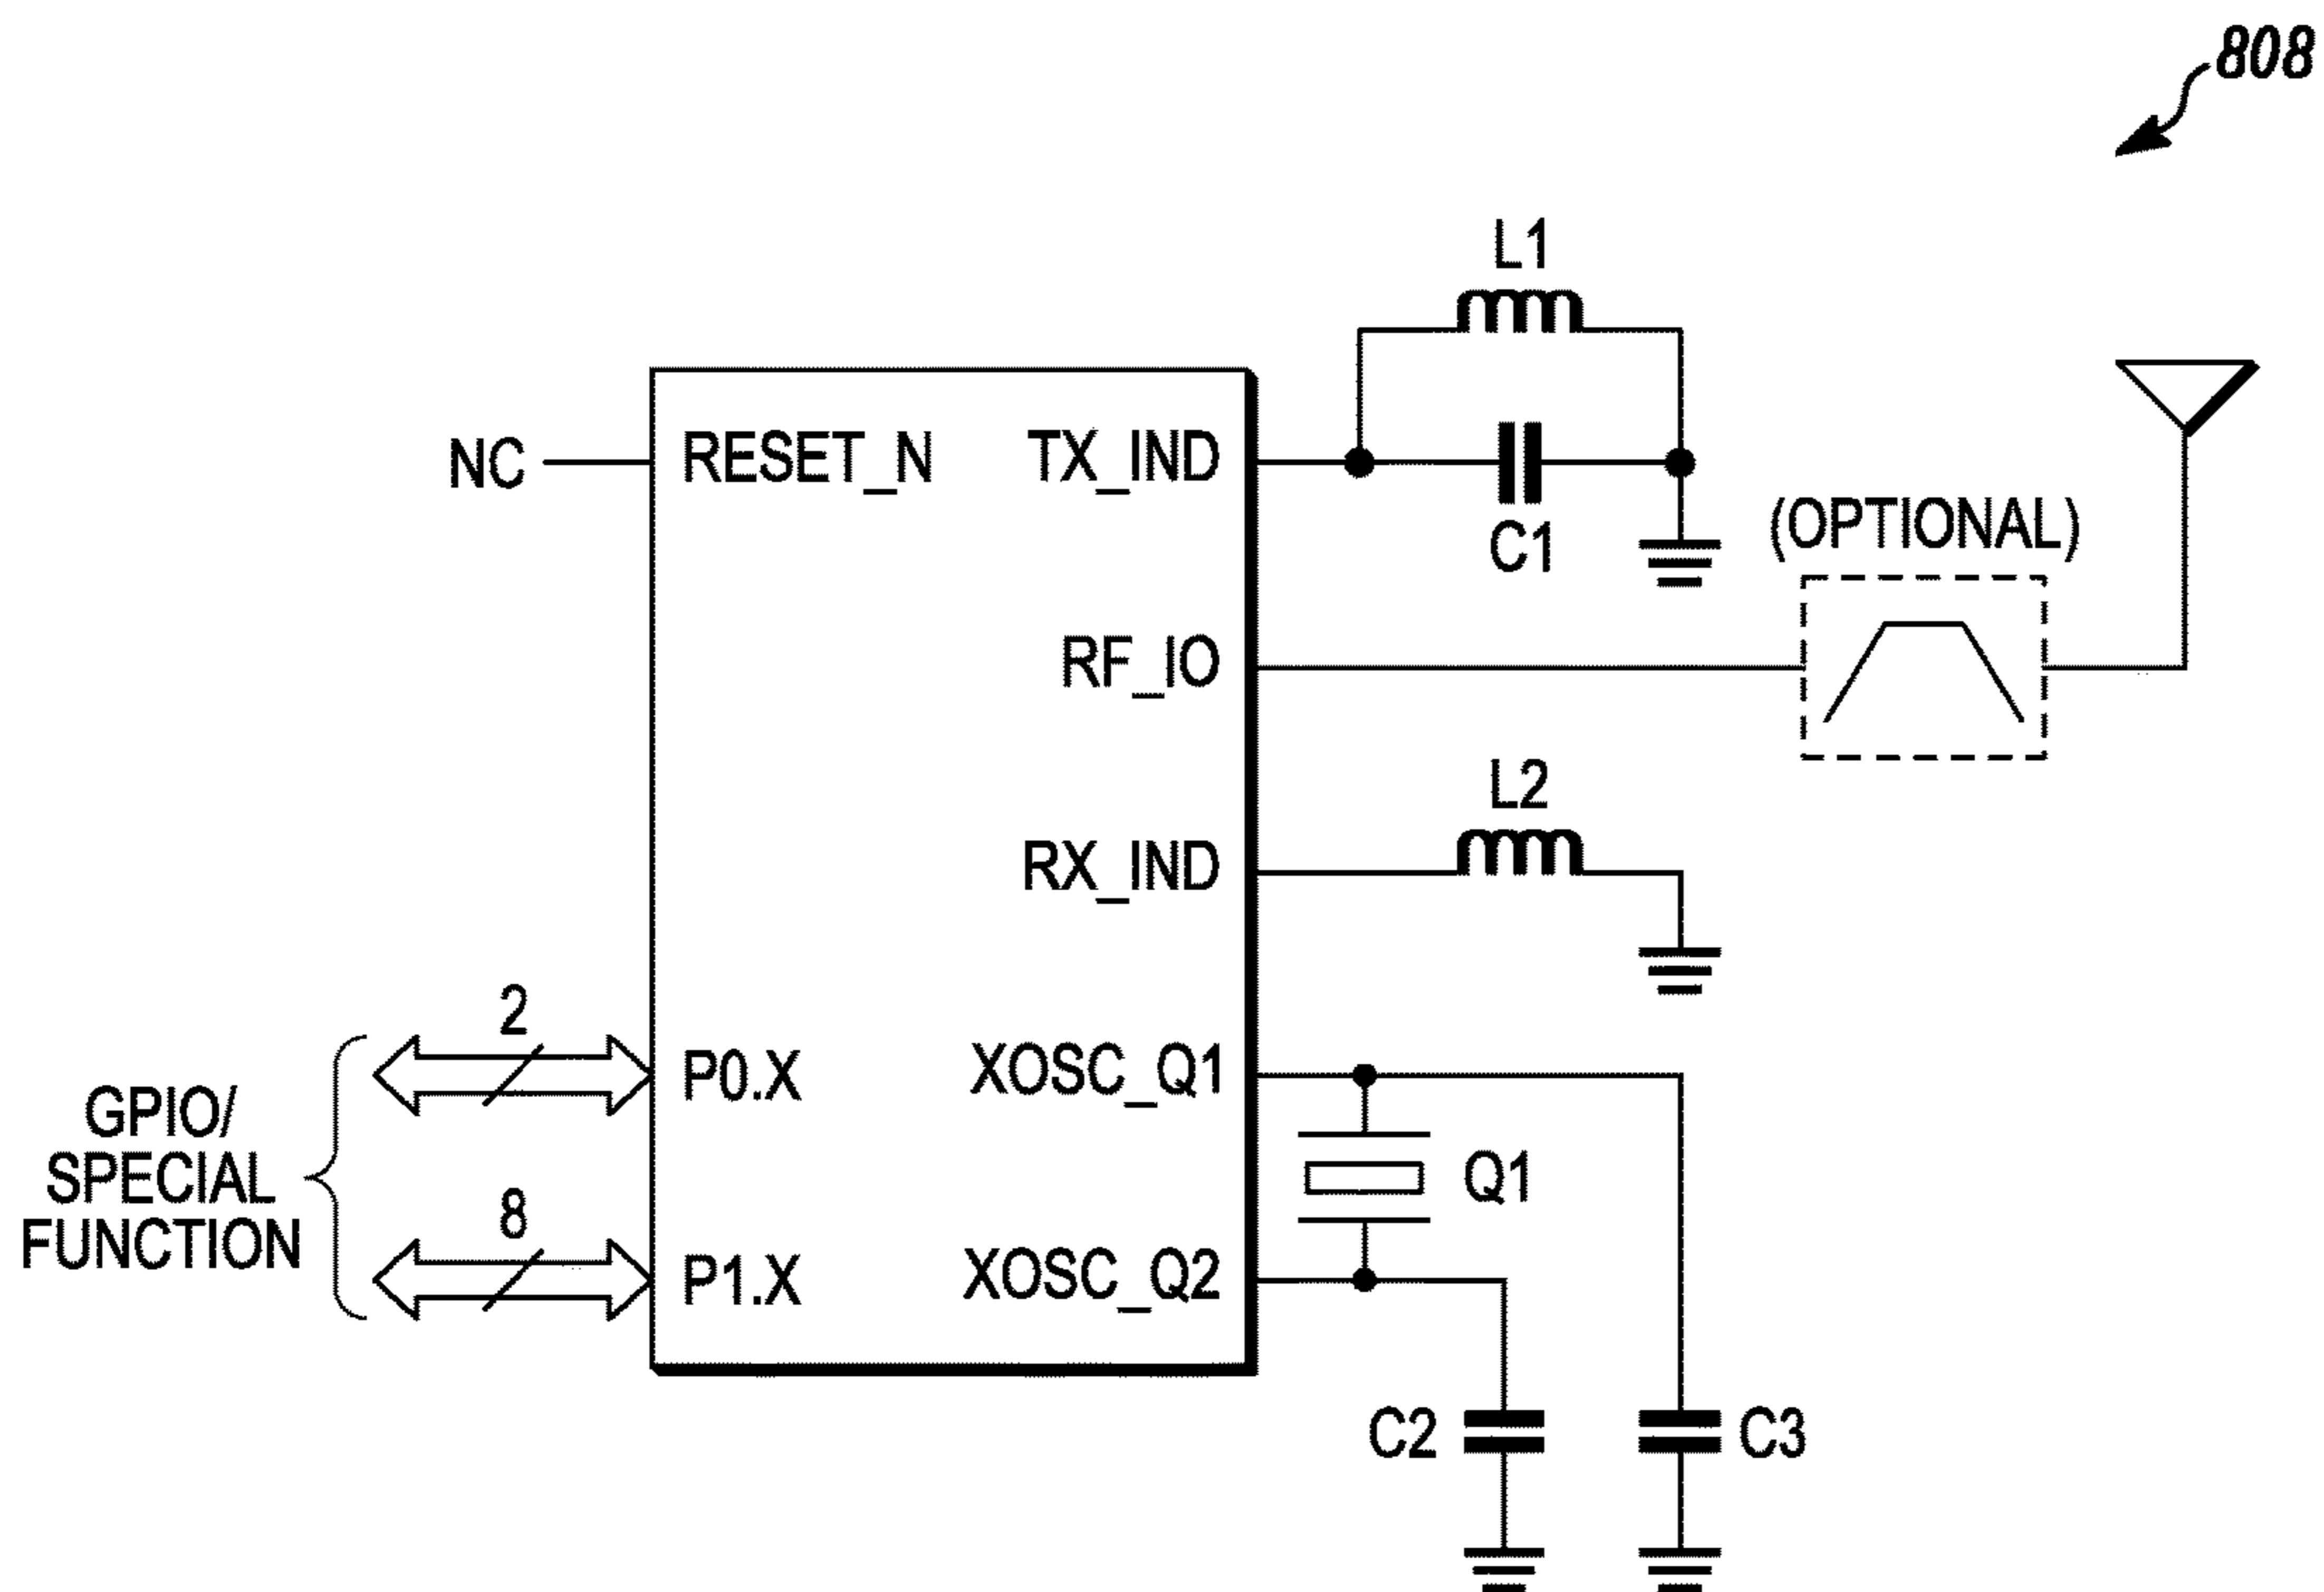 808
L1
NC
RESET_N
TX_IND
C1
(OPTIONAL)
RF_IO
L2
RX_IND
2
P0.X
XOSC_Q1
GPIO/
SPECIAL
FUNCTION
Q1
8
P1.X
XOSC_Q2
C2
C3